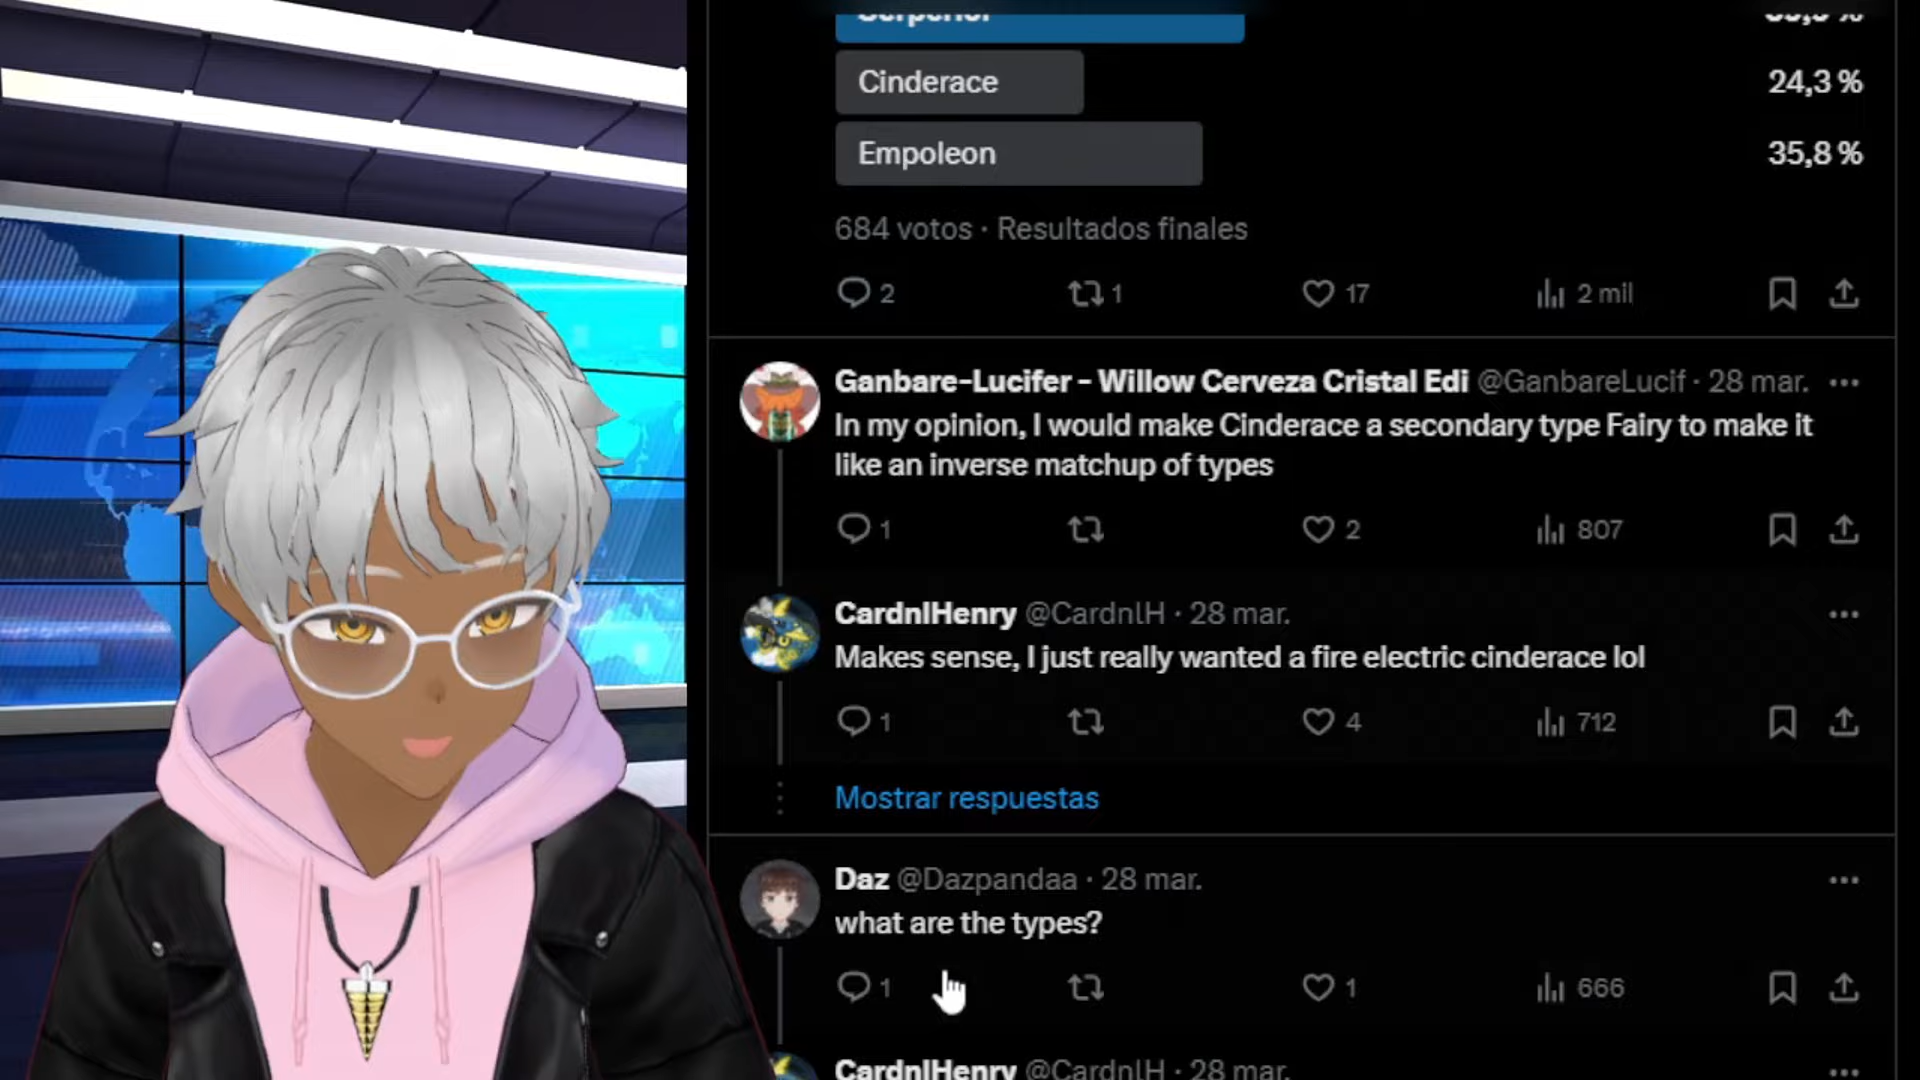 Serperior
Cinderace
24,3 %
Empoleon
35,8 %
684 votos · Resultados finales
2 1 17 2 mil
Ganbare-Lucifer - Willow Cerveza Cristal Edi @GanbareLucif · 28 mar.
In my opinion, I would make Cinderace a secondary type Fairy to make it
like an inverse matchup of types
1 2 807
CardnlHenry @CardnlH · 28 mar.
Makes sense, I just really wanted a fire electric cinderace lol
1 4 712
Mostrar respuestas
Daz @Dazpandaa · 28 mar.
what are the types?
1 1 666
CardnlHenry @CardnlH · 28 mar.